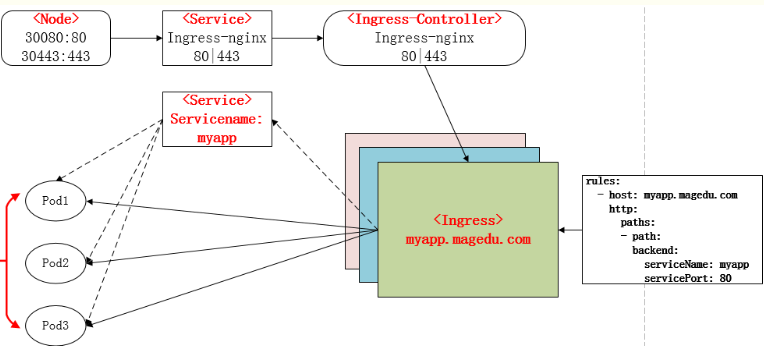 <Node>
30080:80
30443:443
<Service>
Ingress-nginx
80|443
<Ingress-Controller>
Ingress-nginx
80|443
<Service>
Servicename:
myapp
Pod1
Pod2
Pod3
<Ingress>
myapp.magedu.com
rules:
- host: myapp.magedu.com
http:
paths:
- path:
backend:
serviceName: myapp
servicePort: 80